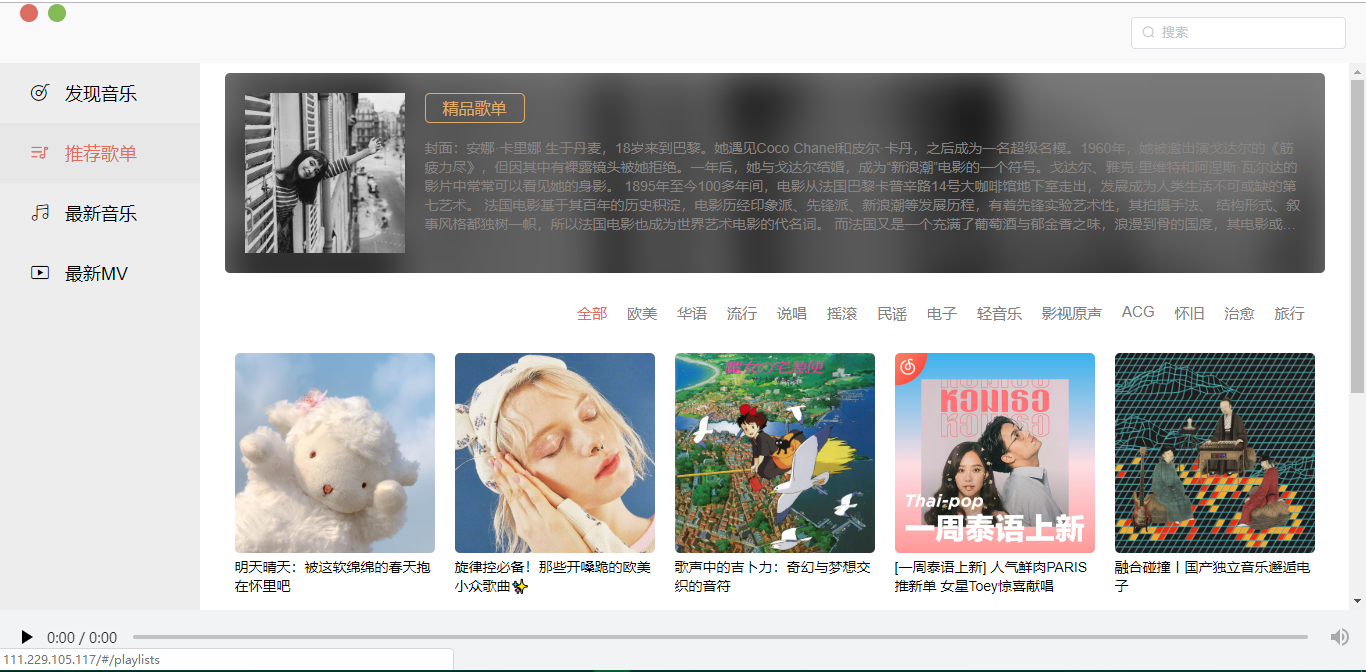 搜索
发现音乐
推荐歌单
最新音乐
最新MV
精品歌单
封面：安娜·卡里娜 生于丹麦，18岁来到巴黎。她遇见Coco Chanel和皮尔·卡丹，之后成为一名超级名模。1960年，她被邀出演戈达尔的《筋
疲力尽》，但因其中有裸露镜头被她拒绝。一年后，她与戈达尔结婚，成为“新浪潮”电影的一个符号。戈达尔、雅克·里维特和阿涅斯·瓦尔达的
影片中常常可以看见她的身影。 1895年至今100多年间，电影从法国巴黎卡普辛路14号大咖啡馆地下室走出，发展成为人类生活不可或缺的第
七艺术。 法国电影基于其百年的历史积淀，电影历经印象派、先锋派、新浪潮等发展历程，有着先锋实验艺术性，其拍摄手法、 结构形式、叙
事风格都独树一帜，所以法国电影也成为世界艺术电影的代名词。 而法国又是一个充满了葡萄酒与郁金香之味，浪漫到骨的国度，其电影或...
全部 欧美 华语 流行 说唱 摇滚 民谣 电子 轻音乐 影视原声 ACG 怀旧 治愈 旅行
魔女の宅急便
Thai-pop
一周泰语上新
明天晴天：被这软绵绵的春天抱
在怀里吧
旋律控必备！那些开嗓跪的欧美
小众歌曲✨
歌声中的吉卜力：奇幻与梦想交
织的音符
[一周泰语上新] 人气鲜肉PARIS
推新单 女星Toey惊喜献唱
融合碰撞丨国产独立音乐邂逅电
子
0:00 / 0:00
111.229.105.117/#/playlists